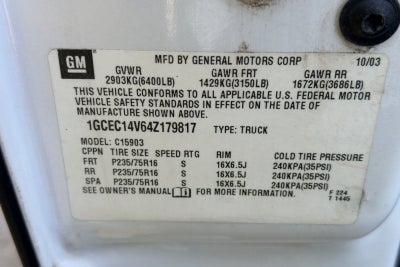 GM
MFD BY GENERAL MOTORS CORP 10/03
GVWR GAWR FRT GAWR RR
2903KG(6400LB) 1429KG(3150LB) 1672KG(3686LB)
THIS VEHICLE CONFORMS TO ALL APPLICABLE U.S. FEDERAL MOTOR
VEHICLE SAFETY STANDARDS IN EFFECT ON THE DATE OF
MANUFACTURE SHOWN ABOVE.
1GCEC14V64Z179817 TYPE: TRUCK
MODEL: C15903
CPPN TIRE SIZE SPEED RTG RIM COLD TIRE PRESSURE
FRT P235/75R16 S 16X6.5J 240KPA(35PSI)
RR P235/75R16 S 16X6.5J 240KPA(35PSI)
SPA P235/75R16 S 16X6.5J 240KPA(35PSI)
SEE OWNER'S MANUAL FOR MORE INFORMATION. F 224
T 1445